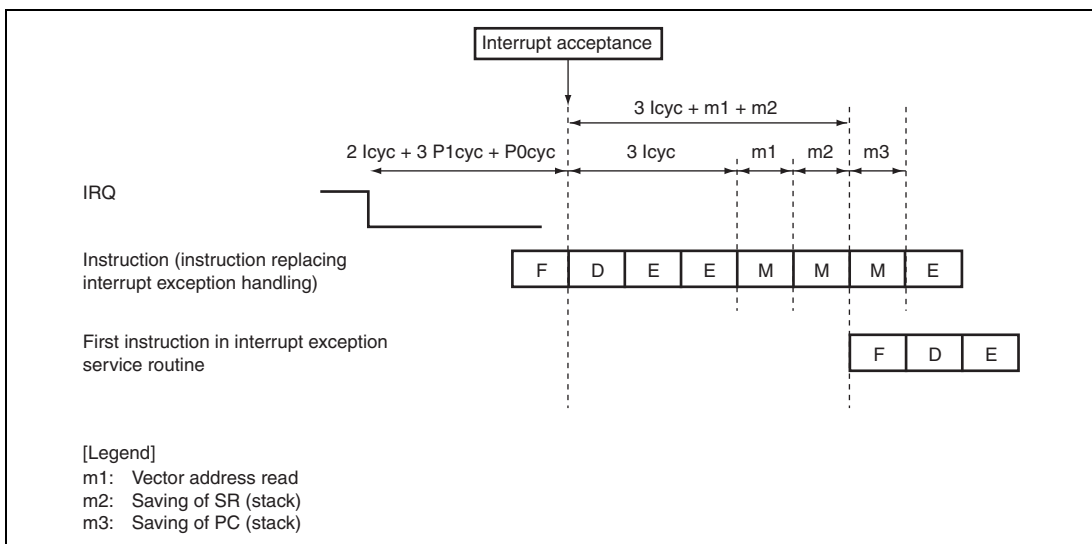 Interrupt acceptance
3 Icyc + m1 + m2
2 Icyc + 3 P1cyc + P0cyc
3 Icyc
m1
m2
m3
IRQ
Instruction (instruction replacing
interrupt exception handling)
F D E E M M M E
First instruction in interrupt exception
service routine
F D E
[Legend]
m1: Vector address read
m2: Saving of SR (stack)
m3: Saving of PC (stack)